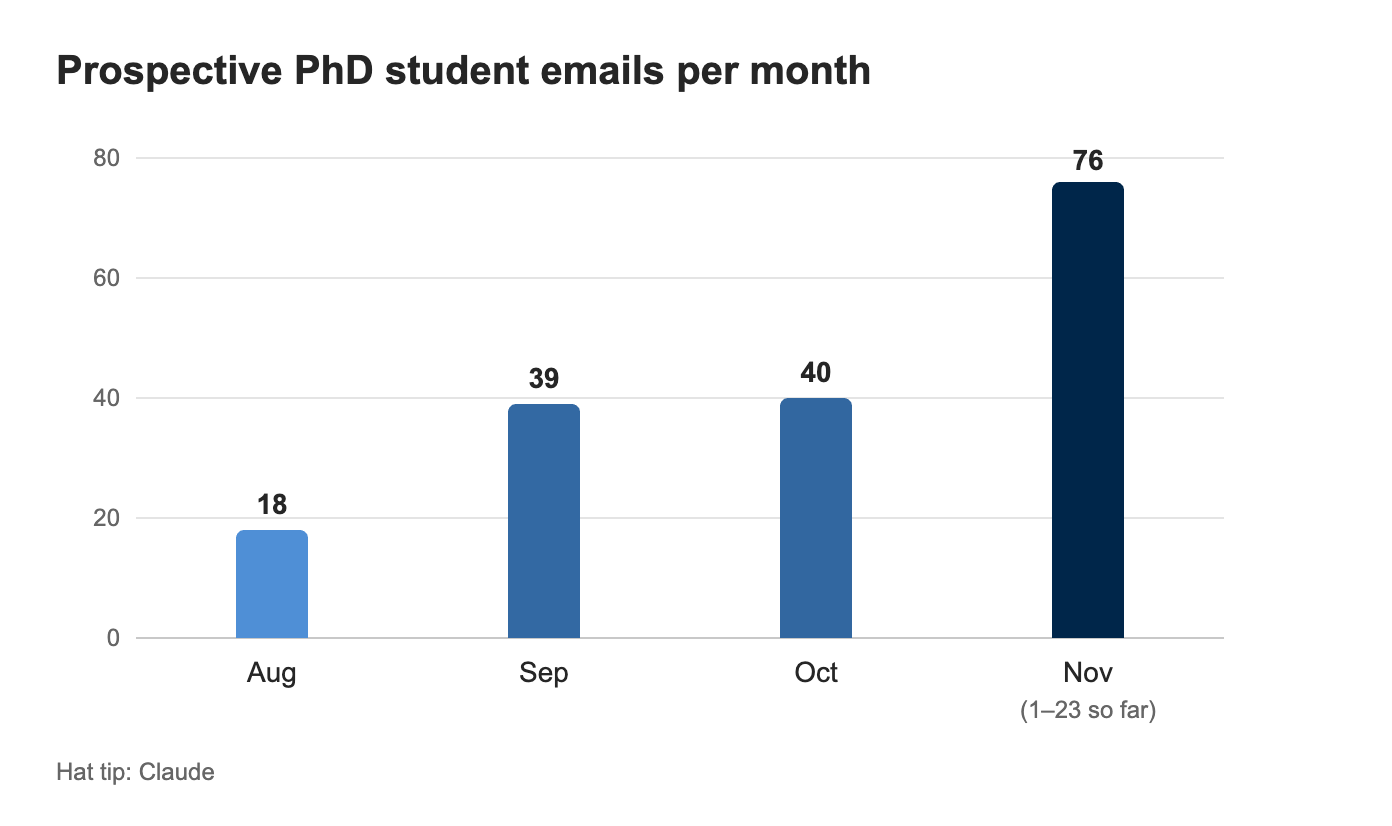 Prospective PhD student emails per month
80
60
40
20
0
18
39
40
76
Aug
Sep
Oct
Nov
(1–23 so far)
Hat tip: Claude